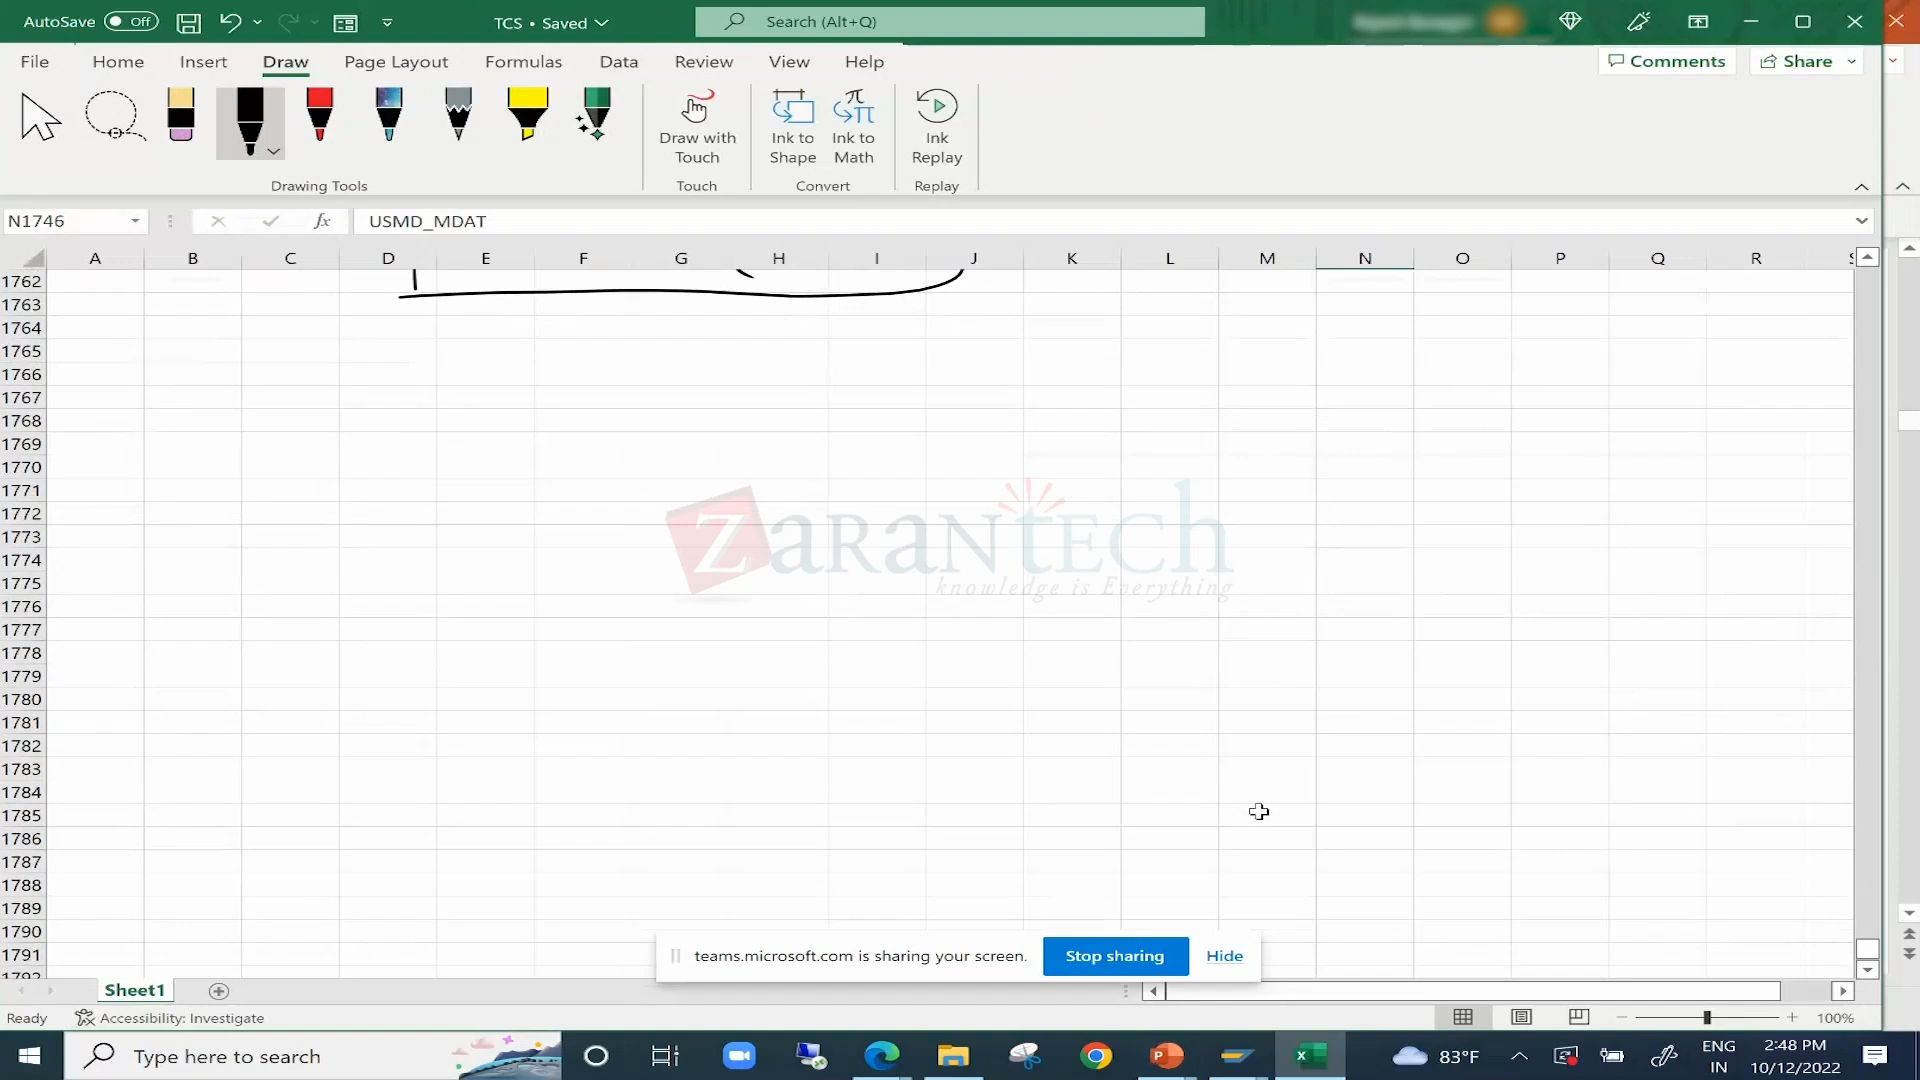 AutoSave Off TCS • Saved Search (Alt+Q)
File Home Insert Draw Page Layout Formulas Data Review View Help Comments Share
Draw with Touch
Ink to Shape
Ink to Math
Ink Replay
Drawing Tools Touch Convert Replay
N1746 fx USMD_MDAT
A B C D E F G H I J K L M N O P Q R
1762
1763
1764
1765
1766
1767
1768
1769
1770
1771
1772
1773
1774
1775
1776
1777
1778
1779
1780
1781
1782
1783
1784
1785
1786
1787
1788
1789
1790
1791
1792
ZaranTech
knowledge is Everything
teams.microsoft.com is sharing your screen. Stop sharing Hide
Sheet1
Ready Accessibility: Investigate 100%
Type here to search 83°F ENG IN 2:48 PM 10/12/2022